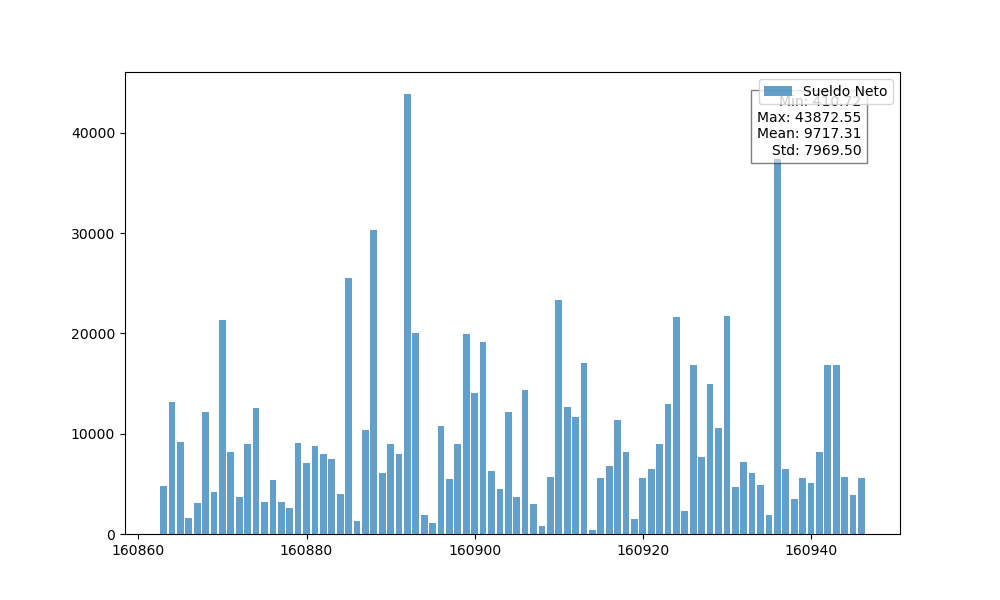 Sueldo Neto
Min: 410.72
Max: 43872.55
Mean: 9717.31
Std: 7969.50
40000
30000
20000
10000
0
160860 160880 160900 160920 160940